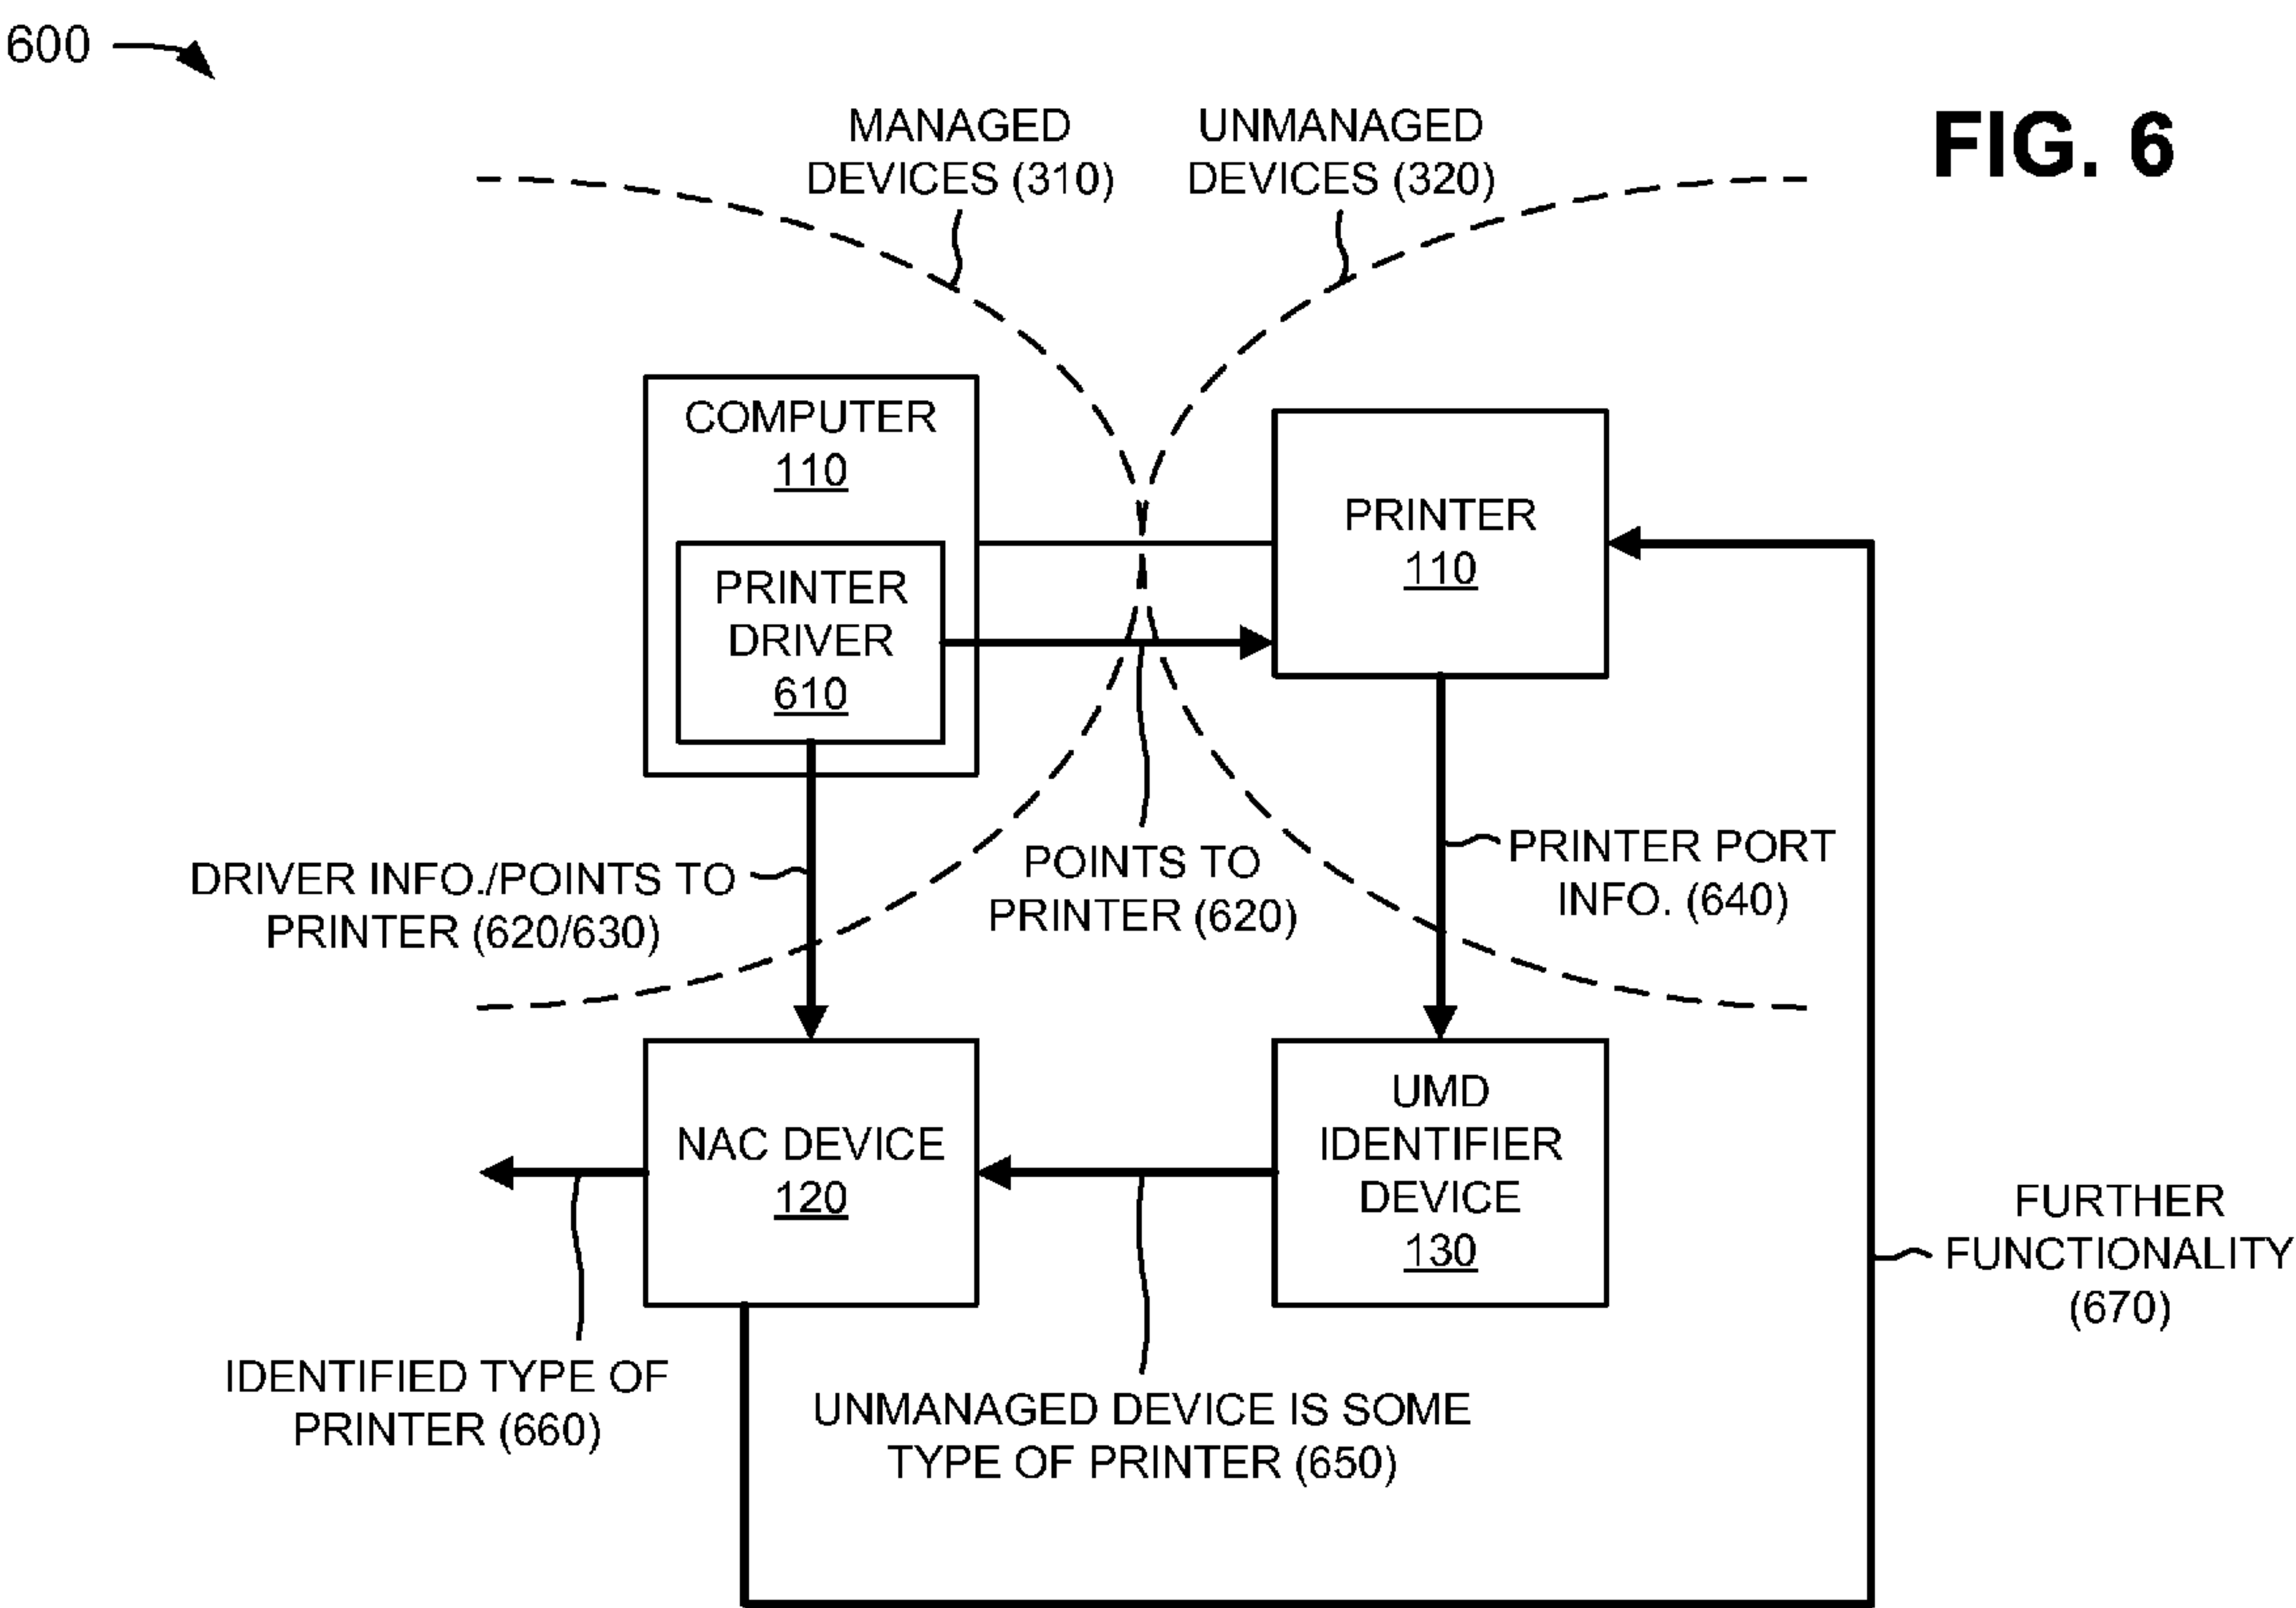 600
FIG. 6
MANAGED
DEVICES (310)
UNMANAGED
DEVICES (320)
COMPUTER
110
PRINTER
DRIVER
610
PRINTER
110
DRIVER INFO./POINTS TO
PRINTER (620/630)
POINTS TO
PRINTER (620)
PRINTER PORT
INFO. (640)
NAC DEVICE
120
UMD
IDENTIFIER
DEVICE
130
FURTHER
FUNCTIONALITY
(670)
IDENTIFIED TYPE OF
PRINTER (660)
UNMANAGED DEVICE IS SOME
TYPE OF PRINTER (650)